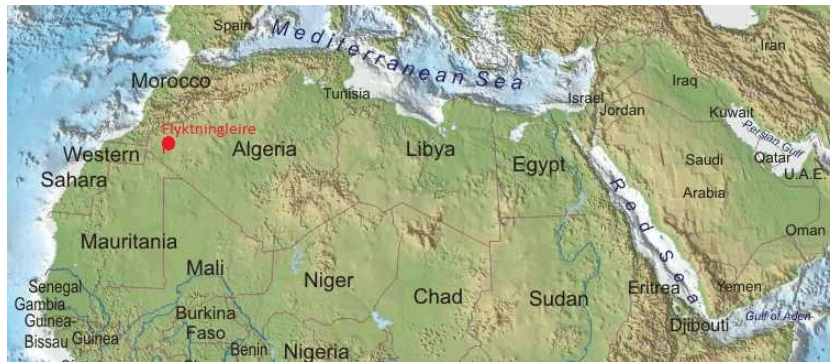 Spain
Mediterranean Sea
Iran
Morocco
Iraq
Tunisia
Israel
Jordan
Kuwait
Flyktningleire
Persian Gulf
Western
Sahara
Algeria
Libya
Egypt
Saudi
Arabia
Qatar
U.A.E.
Red Sea
Oman
Mauritania
Mali
Niger
Chad
Sudan
Eritrea
Yemen
Senegal
Gambia
Guinea-
Bissau
Guinea
Burkina
Faso
Benin
Nigeria
Djibouti
Gulf of Aden